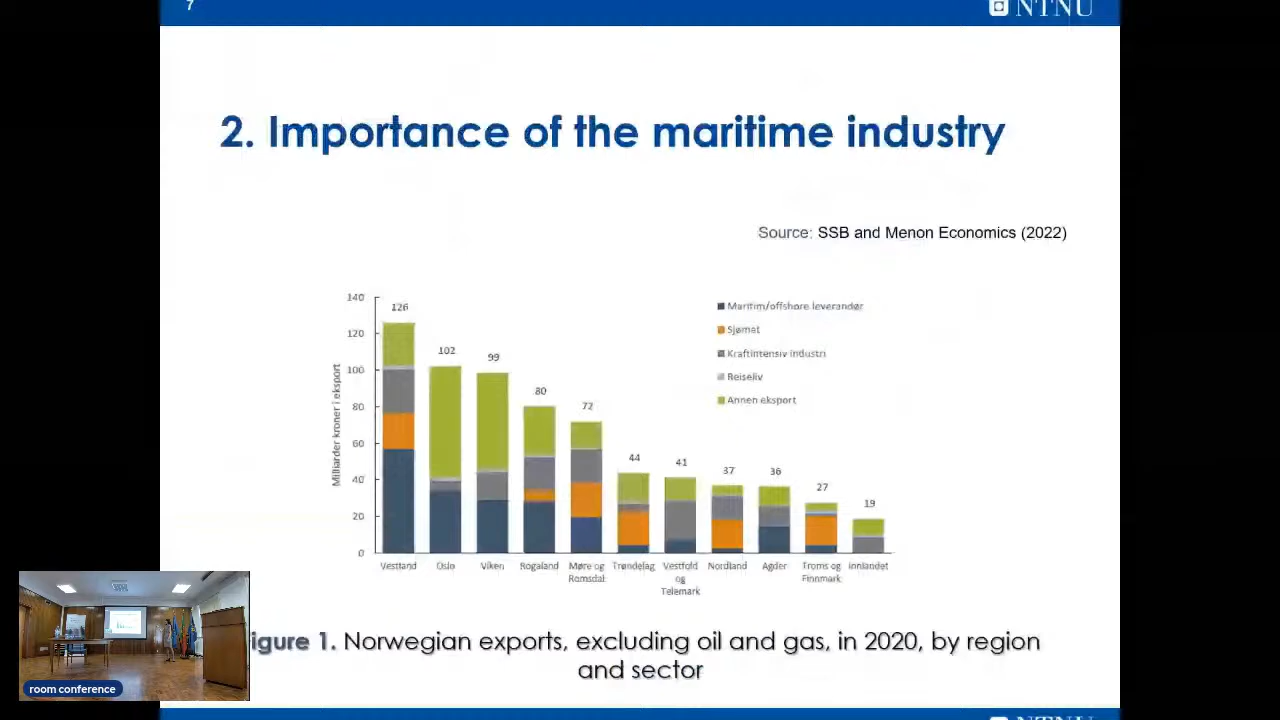 7
NTNU
2. Importance of the maritime industry
Source: SSB and Menon Economics (2022)
Milliarder kroner i eksport
140
120
100
80
60
40
20
0
126
102
99
80
72
44
41
37
36
27
19
Maritim/offshore leverandør
Sjømat
Kraftintensiv industri
Reiseliv
Annen eksport
Vestland
Oslo
Viken
Rogaland
Møre og
Romsdal
Trøndelag
Vestfold
og
Telemark
Nordland
Agder
Troms og
Finnmark
Innlandet
igure 1. Norwegian exports, excluding oil and gas, in 2020, by region
and sector
room conference
NTNU